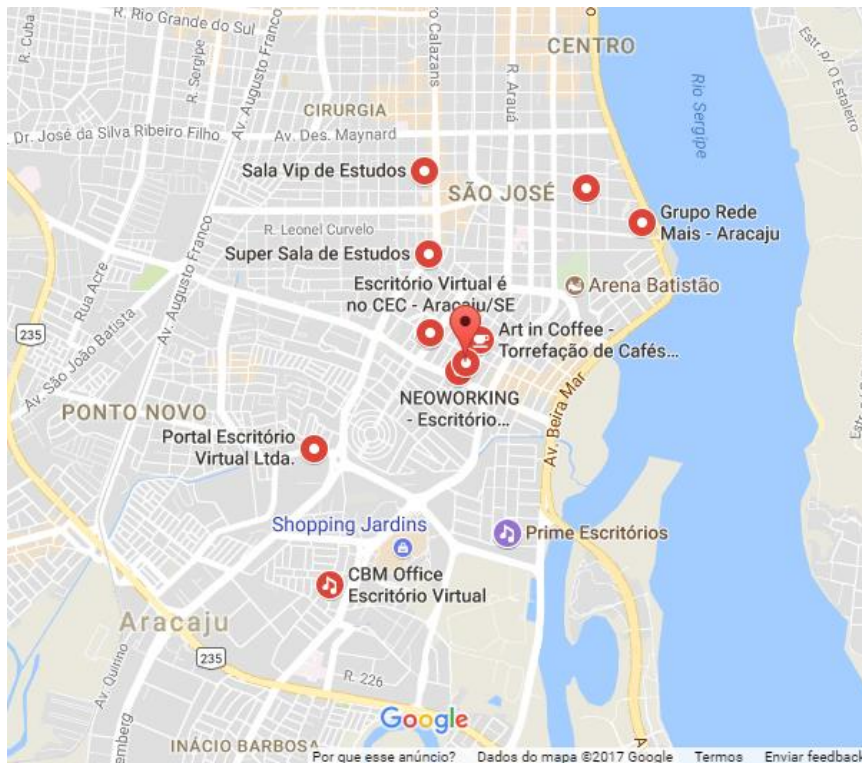 R. Rio Grande do Sul
R. Cuba
R. Sergipe
Av. Augusto Franco
Calazans
CENTRO
R. Arauá
Rio Sergipe
Estr. p/ O Estaleiro
CIRURGIA
Dr. José da Silva Ribeiro Filho
Av. Des. Maynard
Sala Vip de Estudos
SÃO JOSÉ
Grupo Rede
Mais - Aracaju
R. Leonel Curvelo
Super Sala de Estudos
Rua Acre
Av. Augusto Franco
Escritório Virtual é
no CEC - Aracaju/SE
Arena Batistão
235
Av. São João Batista
Art in Coffee -
Torrefação de Cafés...
NEOWORKING
- Escritório...
Av. Beira Mar
PONTO NOVO
Portal Escritório
Virtual Ltda.
Shopping Jardins
Prime Escritórios
CBM Office
Escritório Virtual
Aracaju
235
Av. Quirino
R. 226
Google
INÁCIO BARBOSA
Por que esse anúncio? Dados do mapa ©2017 Google Termos Enviar feedback